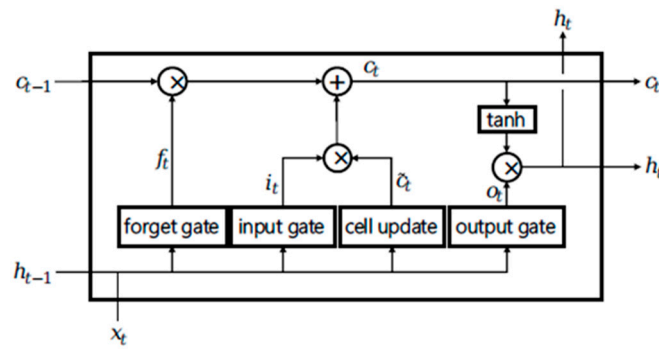 h_t
c_{t-1}
×
+
c_t
c_t
tanh
f_t
i_t
×
c̃_t
×
h_t
o_t
forget gate
input gate
cell update
output gate
h_{t-1}
x_t